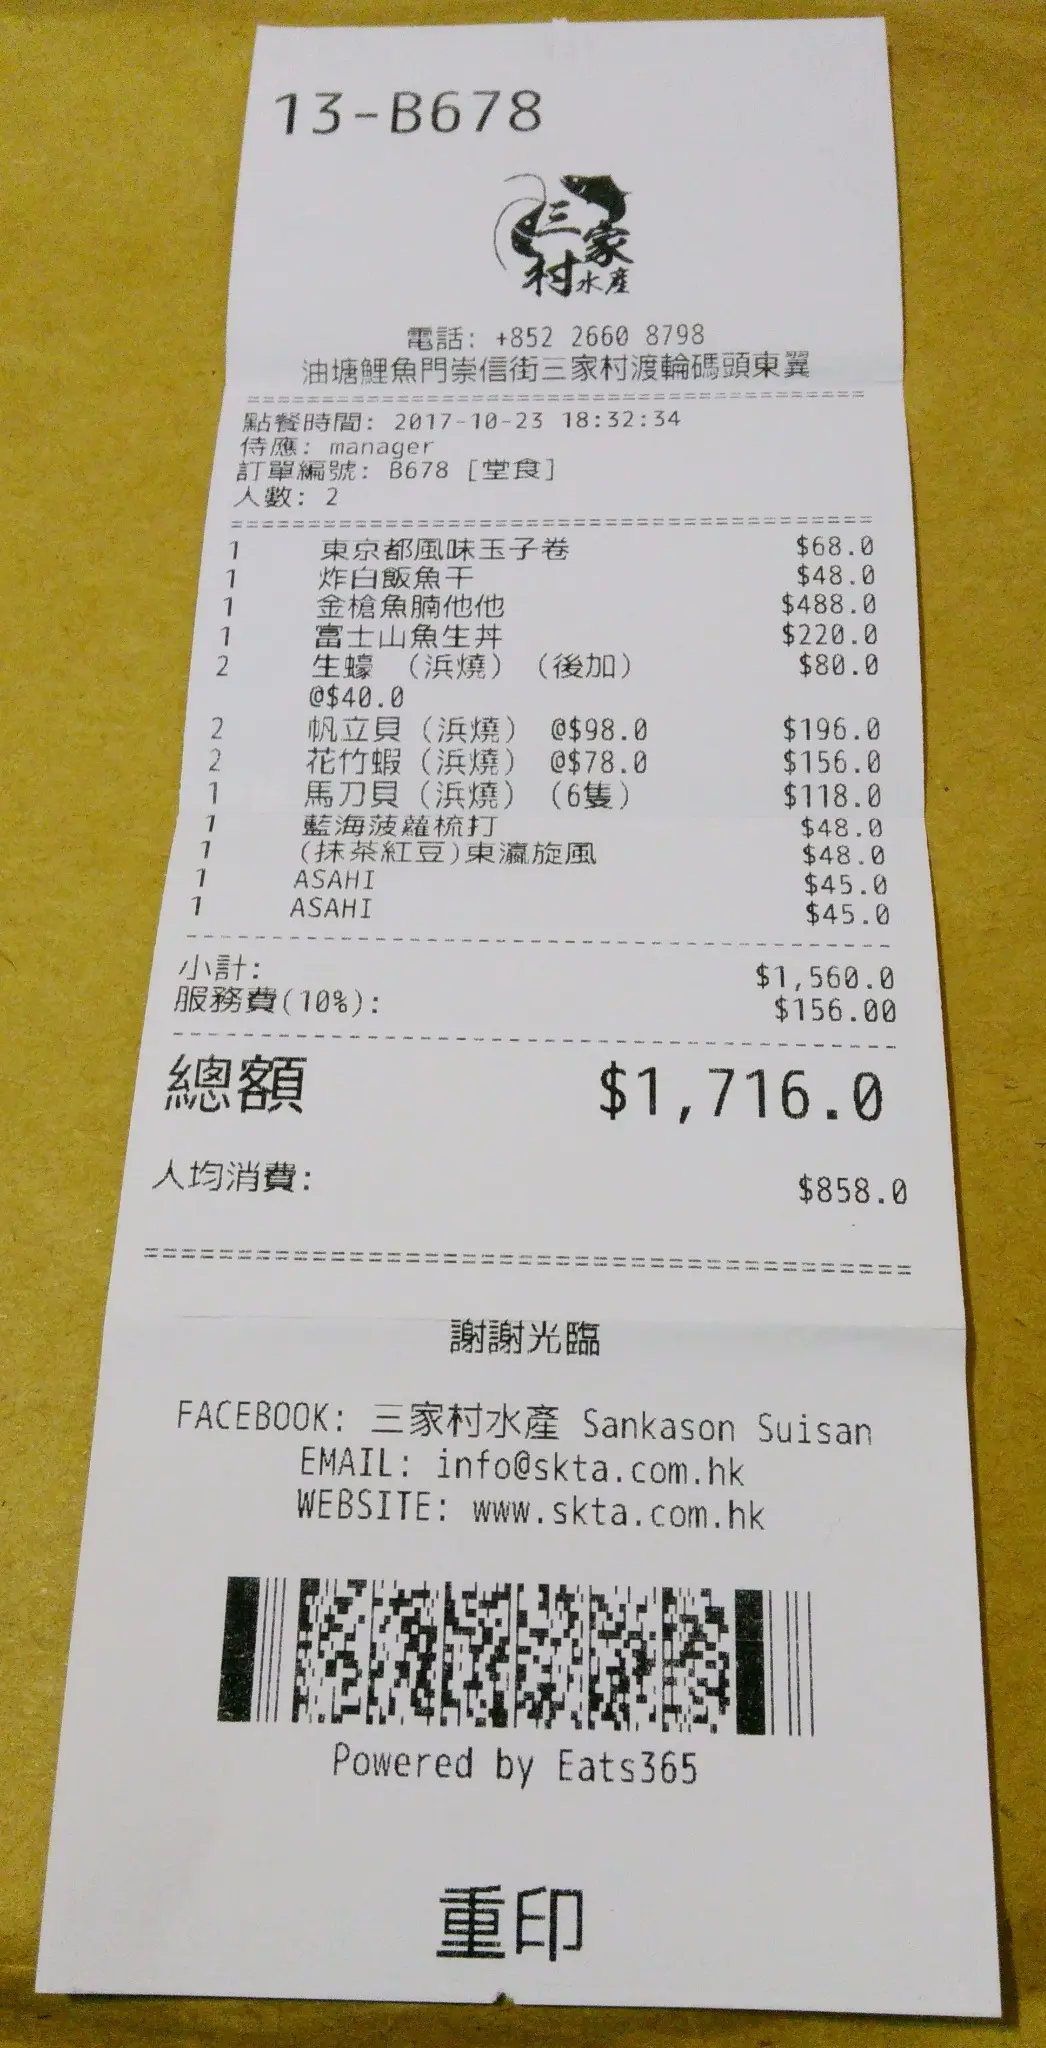 13-B678
三家村水產
電話: +852 2660 8798
油塘鯉魚門崇信街三家村渡輪碼頭東翼
點餐時間: 2017-10-23 18:32:34
侍應: manager
訂單編號: B678 [堂食]
人數: 2
1 東京都風味玉子卷 $68.0
1 炸白飯魚干 $48.0
1 金槍魚腩他他 $488.0
1 富士山魚生丼 $220.0
2 生蠔 (浜燒) (後加) $80.0
@$40.0
2 帆立貝 (浜燒) @$98.0 $196.0
2 花竹蝦 (浜燒) @$78.0 $156.0
1 馬刀貝 (浜燒) (6隻) $118.0
1 藍海菠蘿梳打 $48.0
1 (抹茶紅豆)東瀛旋風 $48.0
1 ASAHI $45.0
1 ASAHI $45.0
小計: $1,560.0
服務費(10%): $156.00
總額 $1,716.0
人均消費: $858.0
謝謝光臨
FACEBOOK: 三家村水產 Sankason Suisan
EMAIL: info@skta.com.hk
WEBSITE: www.skta.com.hk
Powered by Eats365
重印